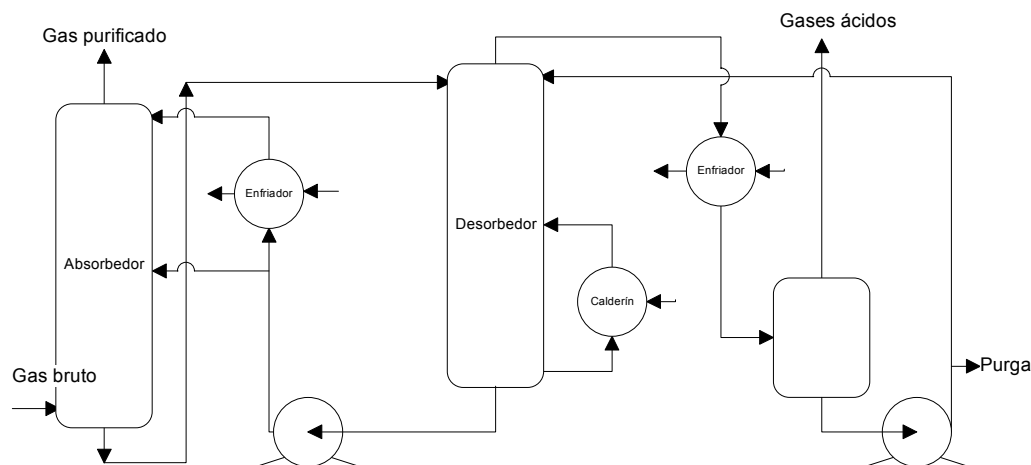 Gases ácidos
Gas purificado
Enfriador
Enfriador
Desorbedor
Absorbedor
Calderín
Gas bruto
Purga